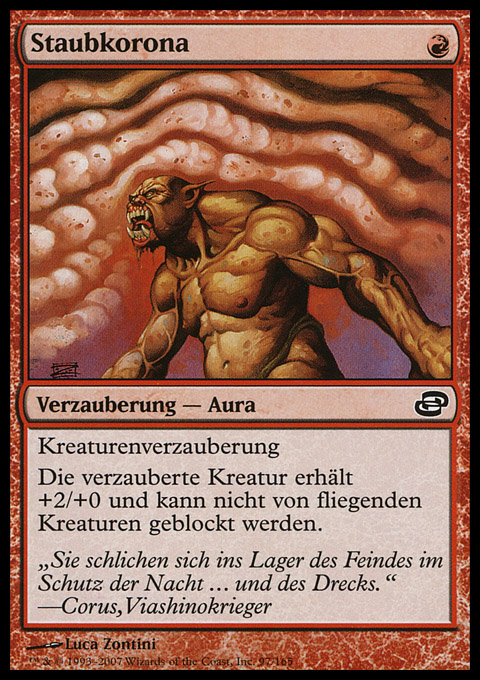 Staubkorona
Verzauberung — Aura
Kreaturenverzauberung
Die verzauberte Kreatur erhält
+2/+0 und kann nicht von fliegenden
Kreaturen geblockt werden.
„Sie schlichen sich ins Lager des Feindes im
Schutz der Nacht ... und des Drecks.“
—Corus,Viashinokrieger
Luca Zontini
™ & © 1993–2007 Wizards of the Coast, Inc. 97/165